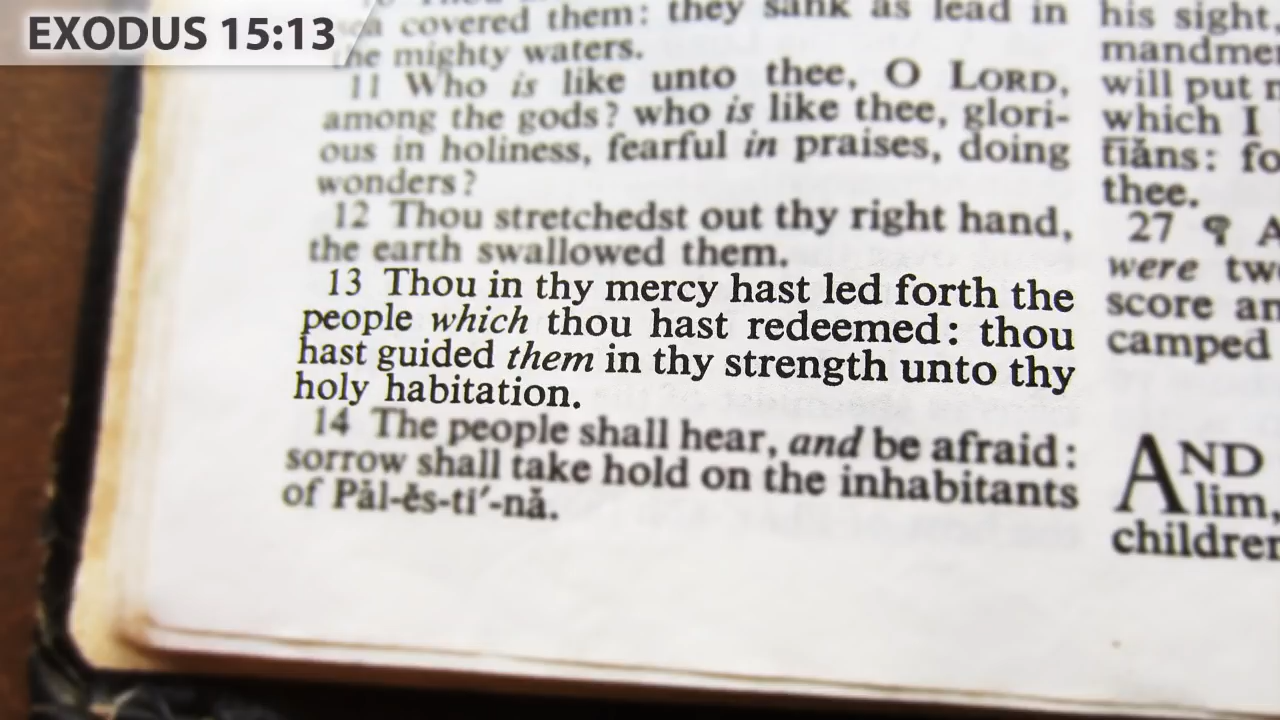 EXODUS 15:13
sea covered them: they sank as lead in
the mighty waters.
11 Who is like unto thee, O LORD,
among the gods? who is like thee, glori-
ous in holiness, fearful in praises, doing
wonders?
12 Thou stretchedst out thy right hand,
the earth swallowed them.
13 Thou in thy mercy hast led forth the
people which thou hast redeemed: thou
hast guided them in thy strength unto thy
holy habitation.
14 The people shall hear, and be afraid:
sorrow shall take hold on the inhabitants
of Păl-ĕs-tī′-nă.
his sight,
will put
which I
tiăns:
thee.
27 ¶
were
score
camped
AND
lim,